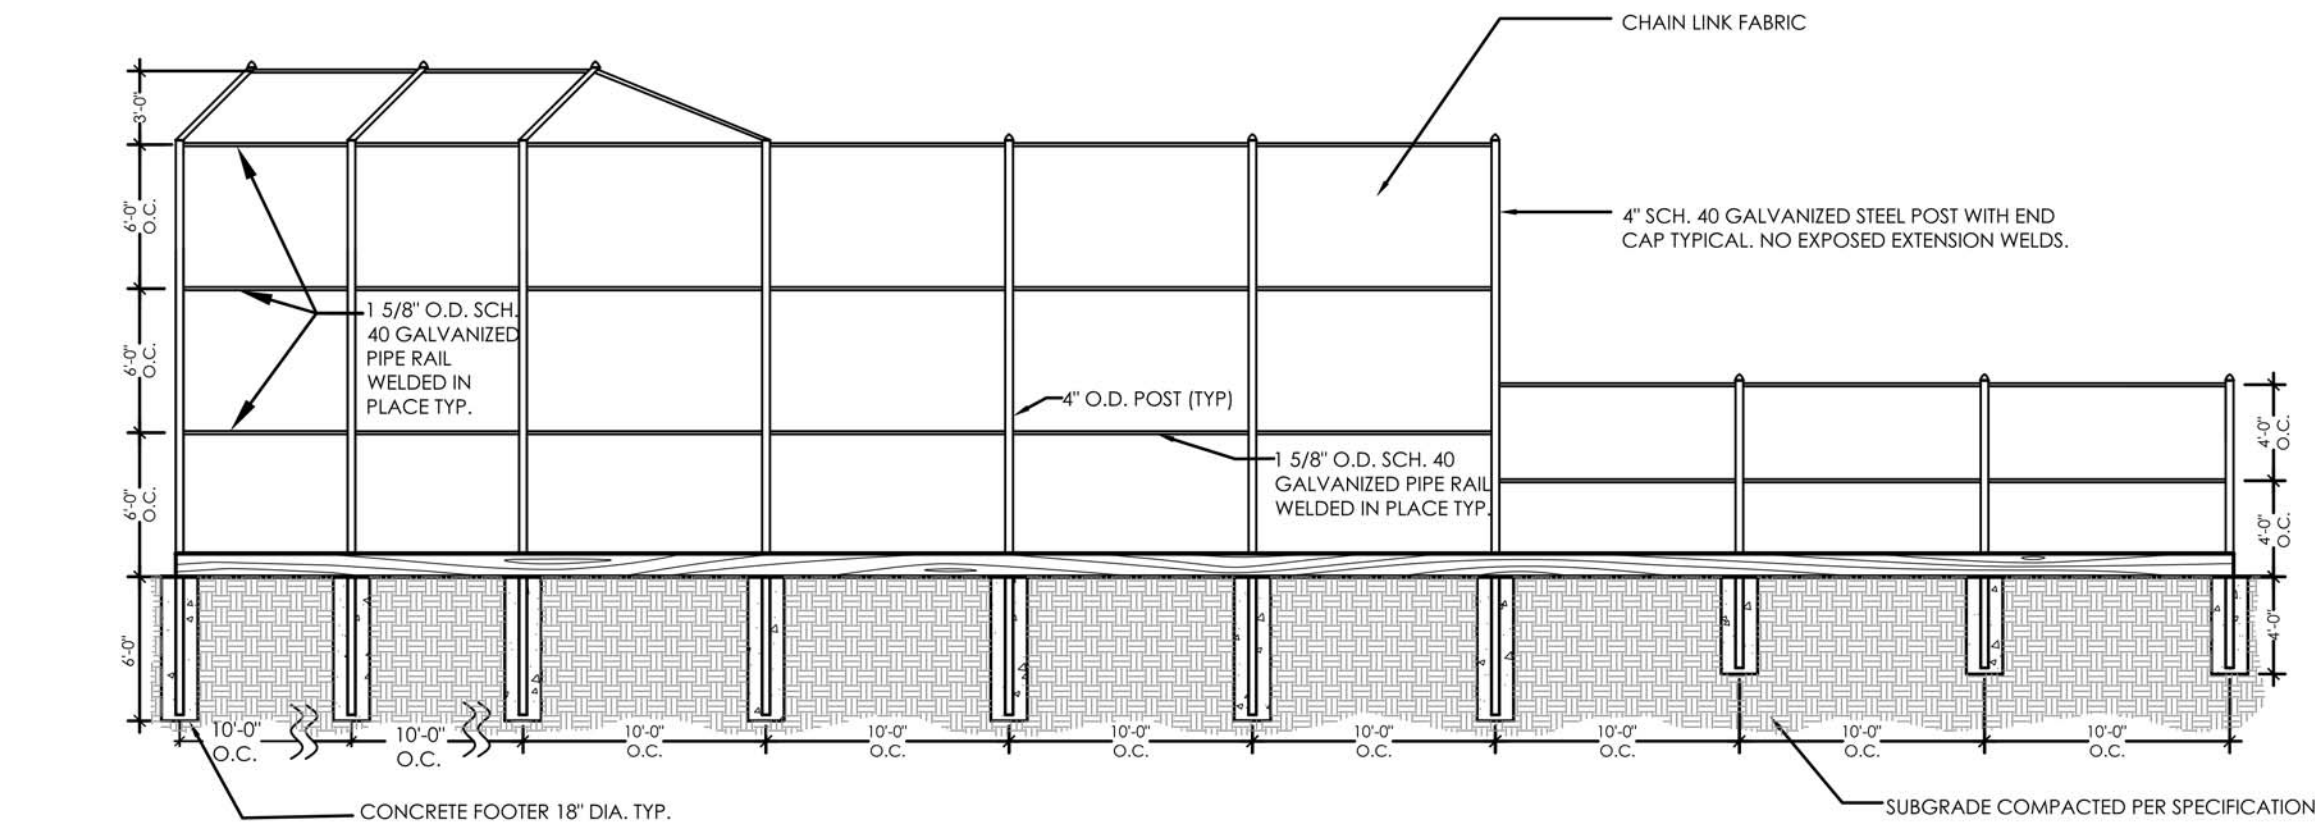 CHAIN LINK FABRIC
3'-0"
6'-0"
O.C.
4" SCH. 40 GALVANIZED STEEL POST WITH END
CAP TYPICAL. NO EXPOSED EXTENSION WELDS.
1 5/8" O.D. SCH.
40 GALVANIZED
PIPE RAIL
WELDED IN
PLACE TYP.
6'-0"
O.C.
4" O.D. POST (TYP)
4'-0"
O.C.
1 5/8" O.D. SCH. 40
GALVANIZED PIPE RAIL
WELDED IN PLACE TYP.
6'-0"
O.C.
4'-0"
O.C.
6'-0"
4'-0"
10'-0"
O.C.
10'-0"
O.C.
10'-0"
O.C.
10'-0"
O.C.
10'-0"
O.C.
10'-0"
O.C.
10'-0"
O.C.
10'-0"
O.C.
10'-0"
O.C.
CONCRETE FOOTER 18" DIA. TYP.
SUBGRADE COMPACTED PER SPECIFICATION